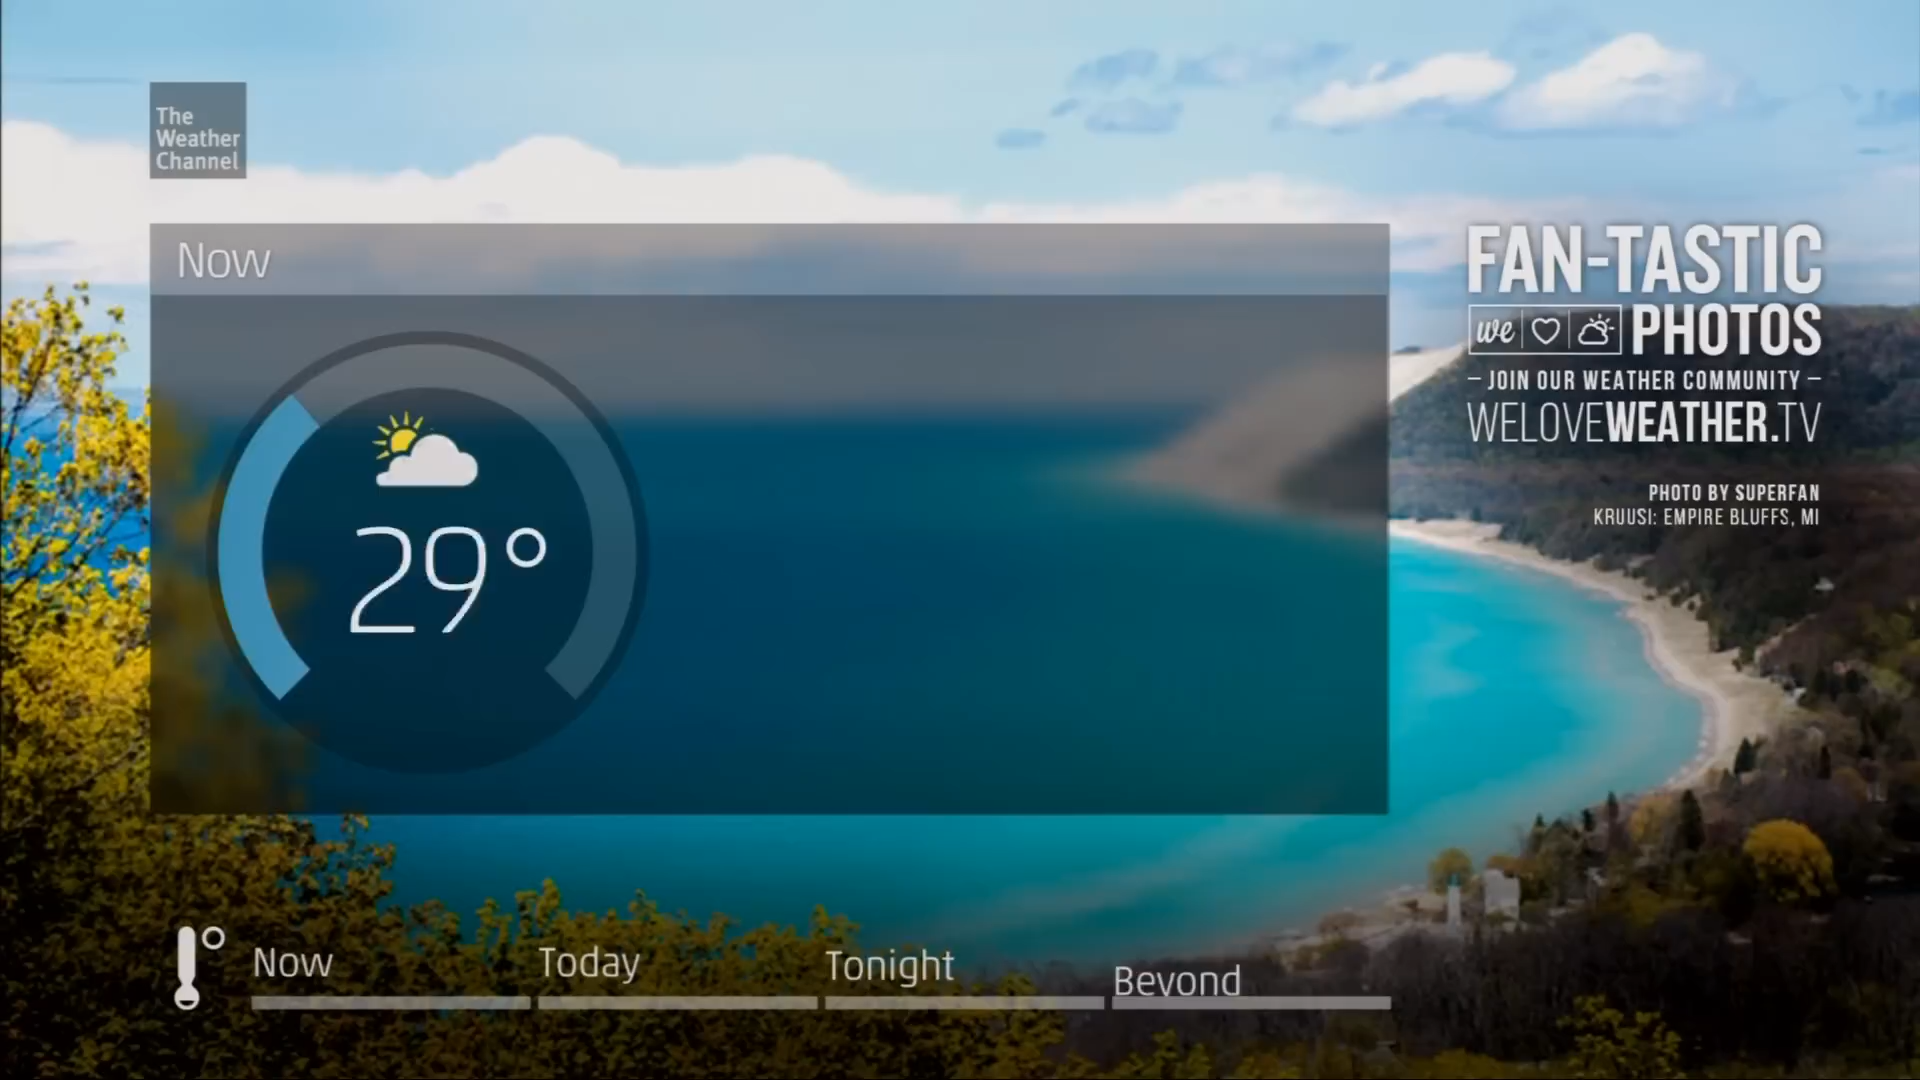 The
Weather
Channel
Now
29°
FAN-TASTIC
we PHOTOS
– JOIN OUR WEATHER COMMUNITY –
WELOVEWEATHER.TV
PHOTO BY SUPERFAN
KRUUSI: EMPIRE BLUFFS, MI
Now
Today
Tonight
Beyond